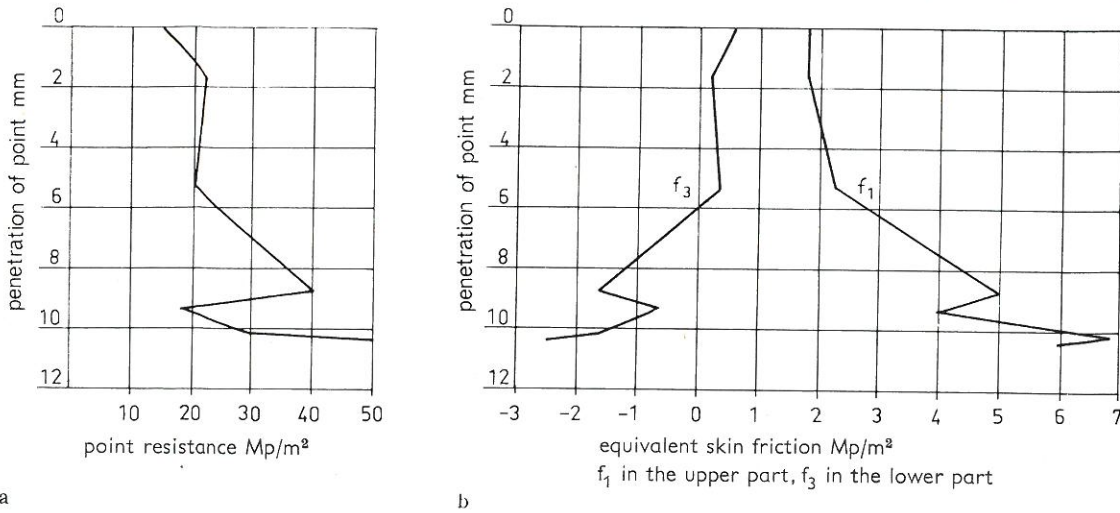 penetration of point mm
0
2
4
6
8
10
12
10 20 30 40 50
point resistance Mp/m²
a
penetration of point mm
0
2
4
6
8
10
12
f₃
f₁
-3 -2 -1 0 1 2 3 4 5 6 7
equivalent skin friction Mp/m²
f₁ in the upper part, f₃ in the lower part
b